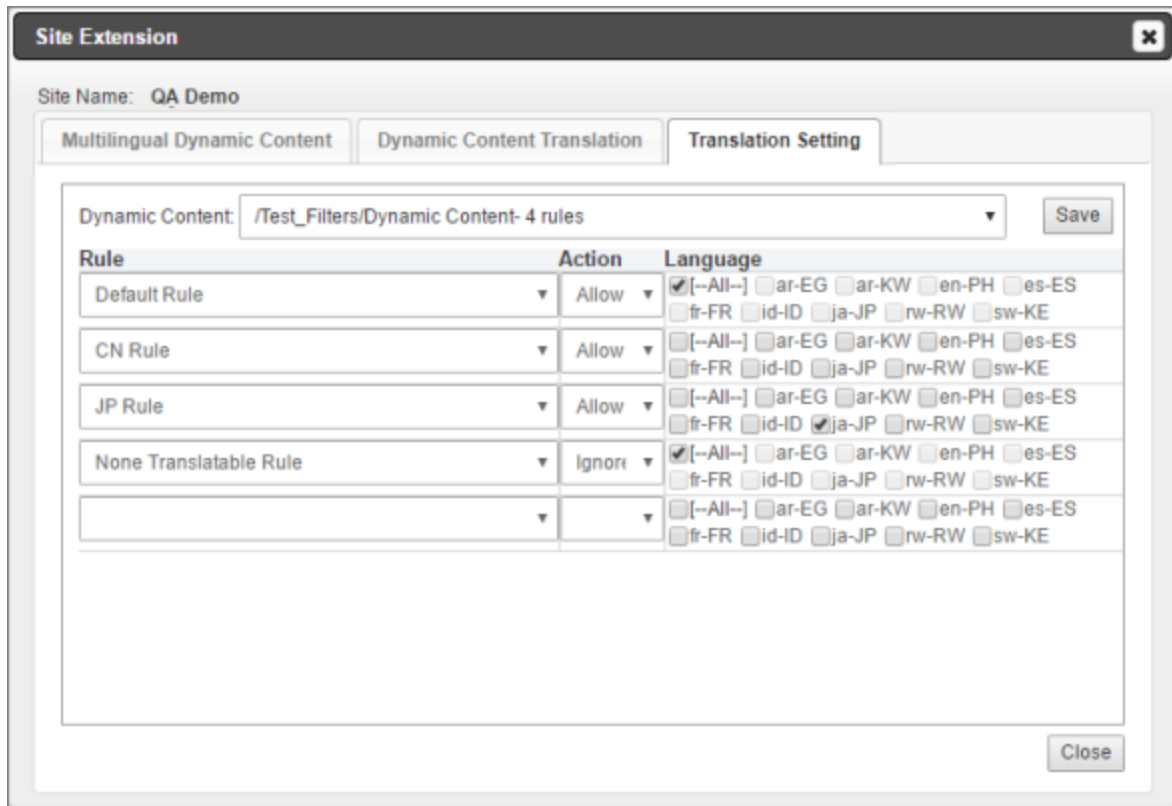 Site Extension
Site Name: QA Demo
Multilingual Dynamic Content Dynamic Content Translation Translation Setting
Dynamic Content: /Test_Filters/Dynamic Content- 4 rules Save
Rule Action Language
Default Rule Allow [--All--] ar-EG ar-KW en-PH es-ES
fr-FR id-ID ja-JP rw-RW sw-KE
CN Rule Allow [--All--] ar-EG ar-KW en-PH es-ES
fr-FR id-ID ja-JP rw-RW sw-KE
JP Rule Allow [--All--] ar-EG ar-KW en-PH es-ES
fr-FR id-ID ja-JP rw-RW sw-KE
None Translatable Rule Ignore [--All--] ar-EG ar-KW en-PH es-ES
fr-FR id-ID ja-JP rw-RW sw-KE
[--All--] ar-EG ar-KW en-PH es-ES
fr-FR id-ID ja-JP rw-RW sw-KE
Close